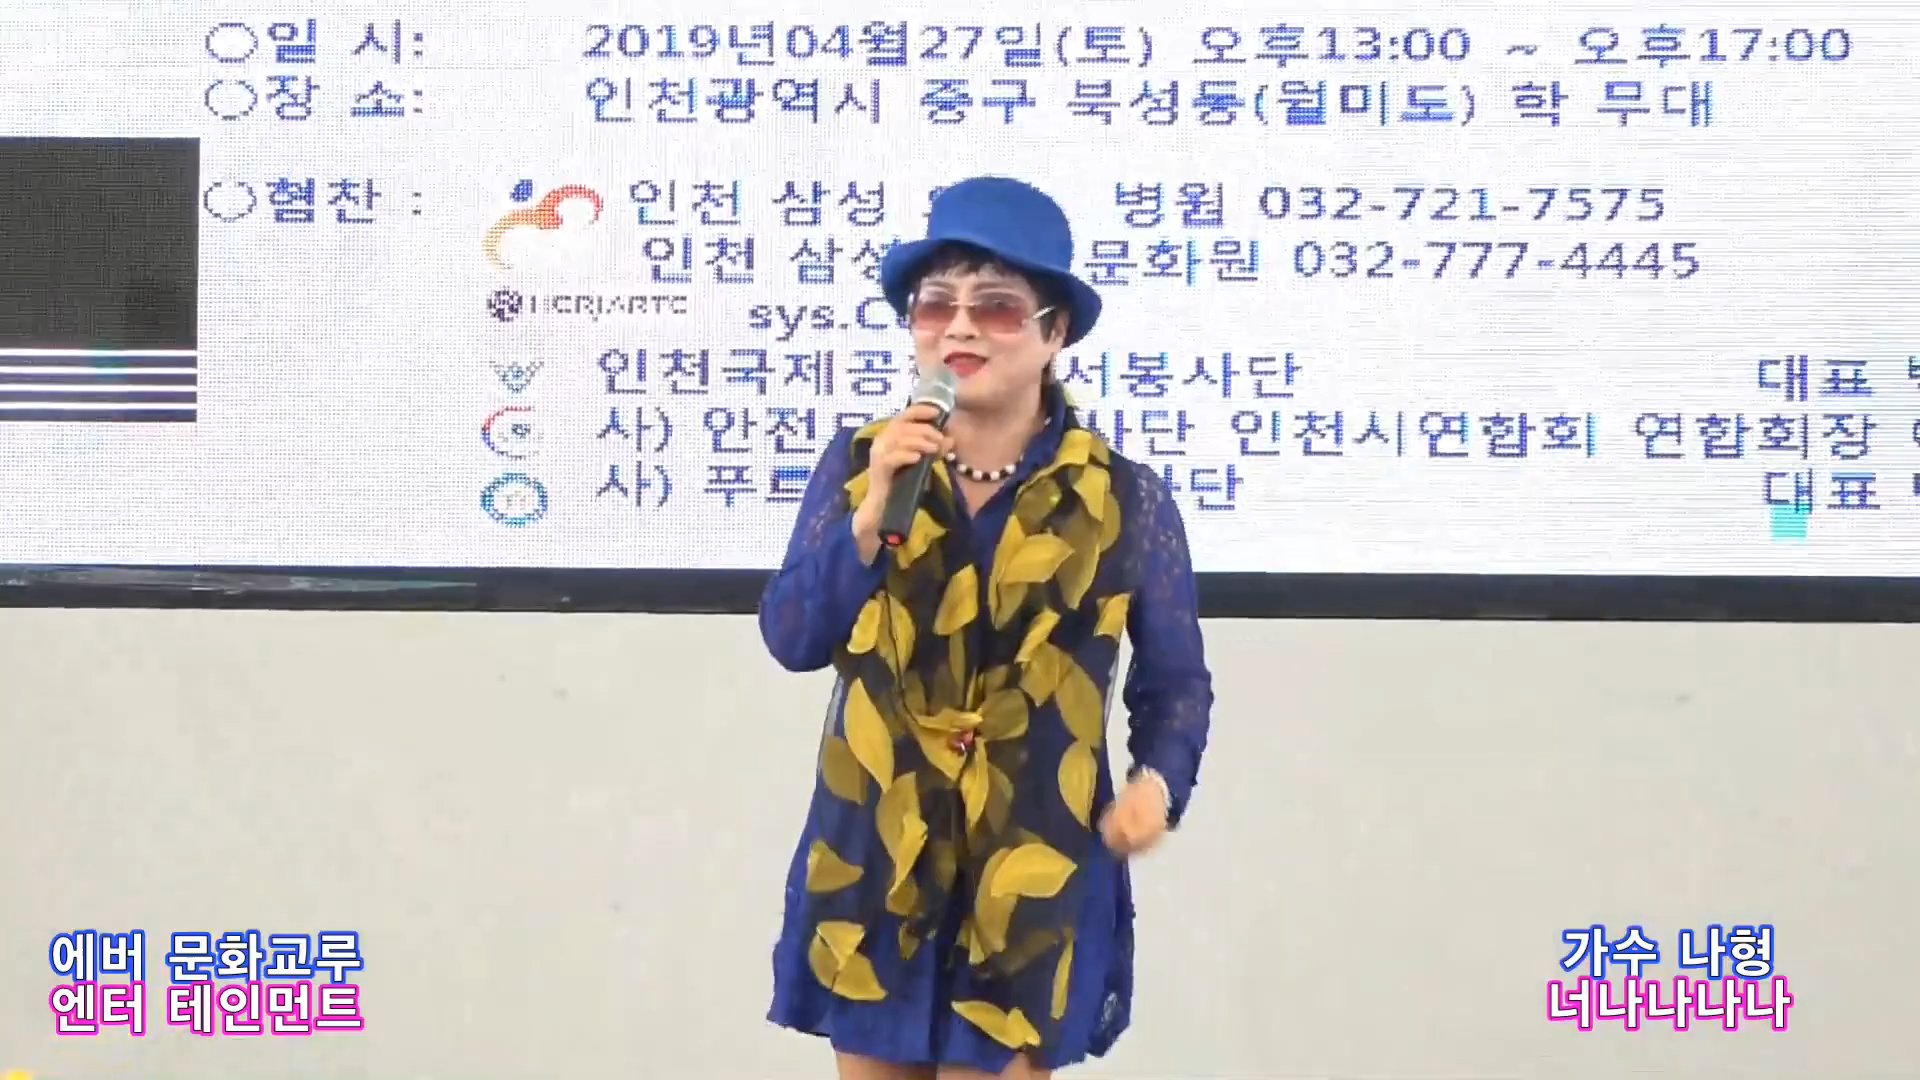 ○일 시: 2019년04월27일(토) 오후13:00 ~ 오후17:00
○장 소: 인천광역시 중구 북성동(월미도) 학 무대
○협찬 : 인천 삼성 병원 032-721-7575
인천 삼성 문화원 032-777-4445
인천국제공 서봉사단 대표
사) 안전 사단 인천시연합회 연합회장
사) 푸르 사단 대표
에버 문화교루
엔터 테인먼트
가수 나형
너나나나나